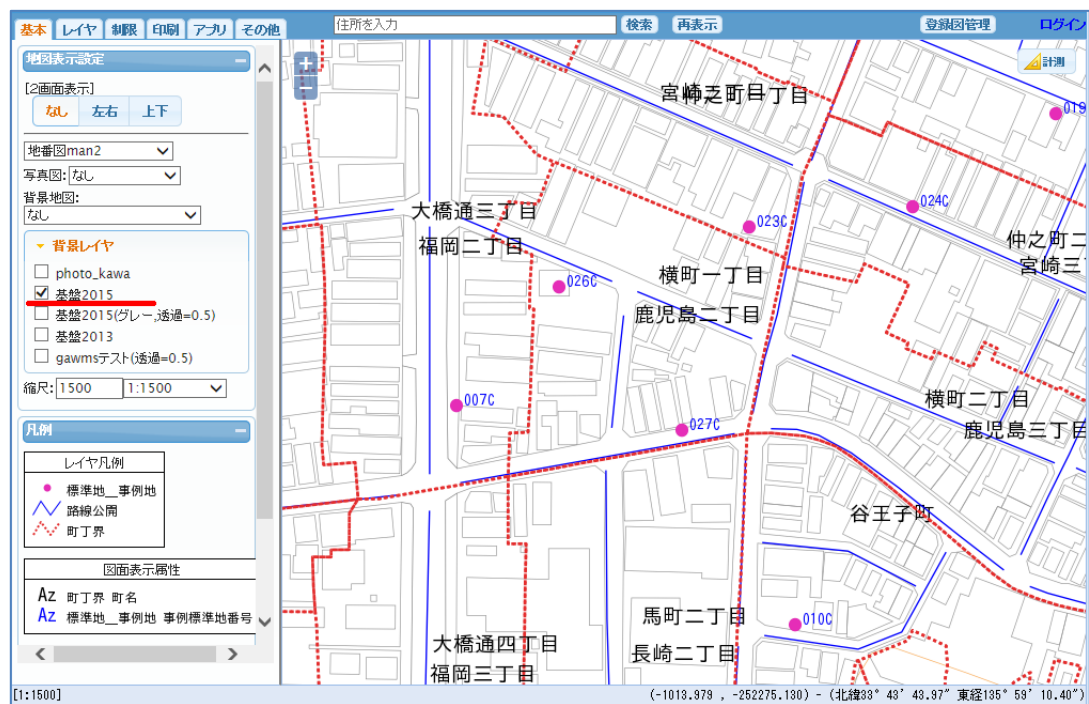 基本 レイヤ 制限 印刷 アプリ その他 住所を入力 検索 再表示 登録図管理 ログイン
地図表示設定
[2画面表示]
なし 左右 上下
地番図man2
写真図: なし
背景地図:
なし
背景レイヤ
photo_kawa
基盤2015
基盤2015(グレー,透過=0.5)
基盤2013
gawmsテスト(透過=0.5)
縮尺: 1500 1:1500
凡例
レイヤ凡例
標準地__事例地
路線公開
町丁界
図面表示属性
Az 町丁界 町名
Az 標準地__事例地 事例標準地番号
+
−
計測
019
024C
023C
大橋通三丁目
福岡二丁目
仲之町二
宮崎三丁
横町一丁目
026C
鹿児島二丁目
横町二丁目
007C
027C
鹿児島三丁目
谷王子町
馬町二丁目
010C
大橋通四丁目
長崎二丁目
福岡三丁目
[1:1500] (-1013.979 , -252275.130) - (北緯33° 43′ 43.97″ 東経135° 59′ 10.40″)